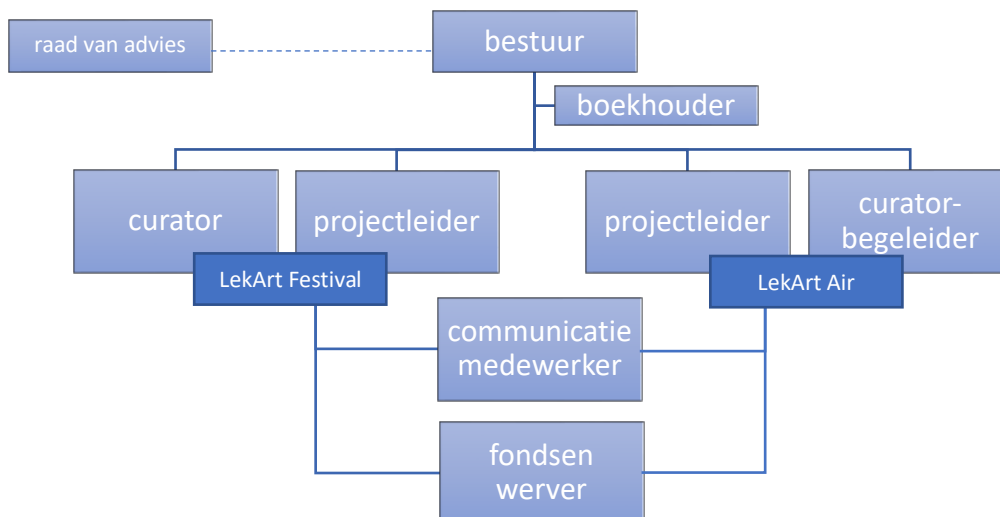 raad van advies
bestuur
boekhouder
curator
projectleider
projectleider
curator-
begeleider
LekArt Festival
LekArt Air
communicatie
medewerker
fondsen
werver